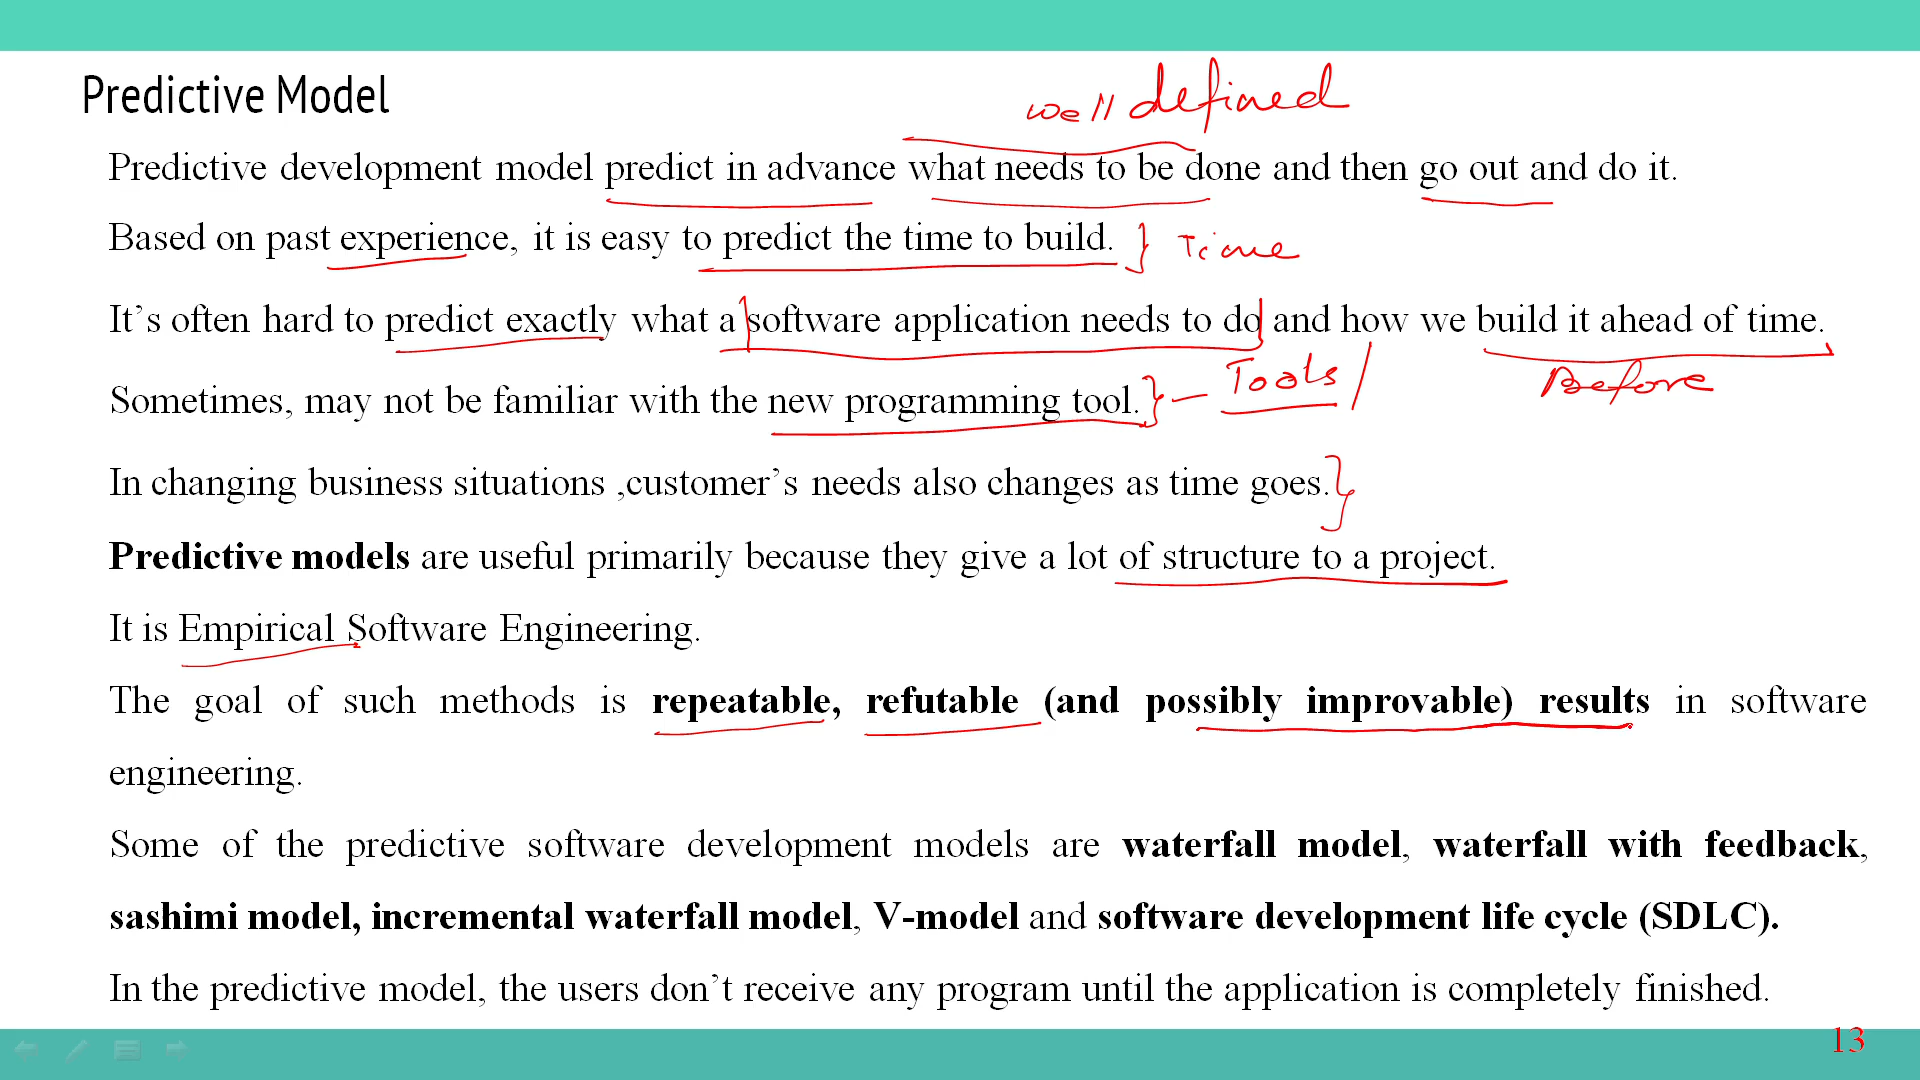 Predictive Model
well defined
Predictive development model predict in advance what needs to be done and then go out and do it.
Based on past experience, it is easy to predict the time to build. } Time
It’s often hard to predict exactly what a software application needs to do and how we build it ahead of time.
Tools
Before
Sometimes, may not be familiar with the new programming tool.
In changing business situations ,customer’s needs also changes as time goes.
Predictive models are useful primarily because they give a lot of structure to a project.
It is Empirical Software Engineering.
The goal of such methods is repeatable, refutable (and possibly improvable) results in software
engineering.
Some of the predictive software development models are waterfall model, waterfall with feedback,
sashimi model, incremental waterfall model, V-model and software development life cycle (SDLC).
In the predictive model, the users don’t receive any program until the application is completely finished.
13